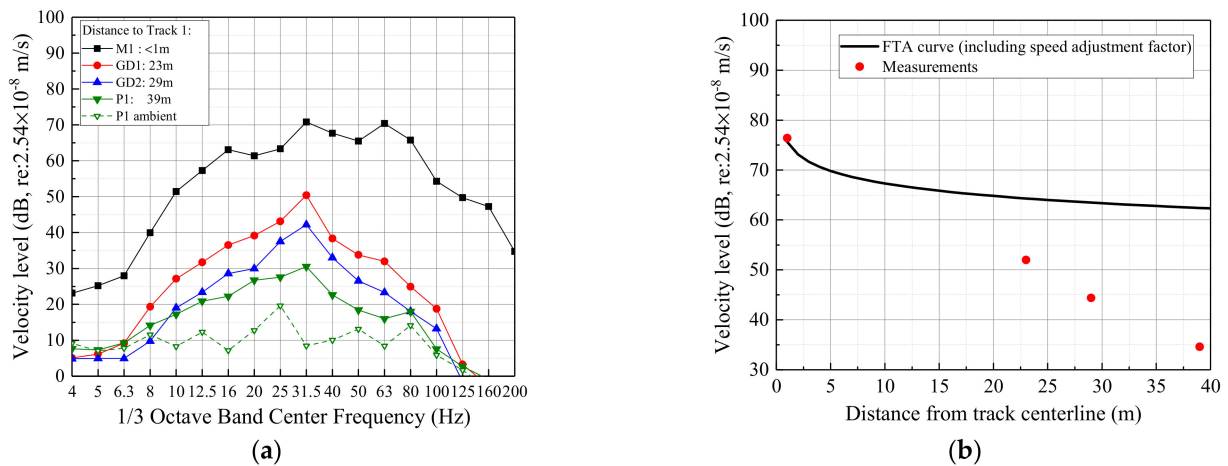 Distance to Track 1:
M1 : <1m
GD1: 23m
GD2: 29m
P1: 39m
P1 ambient
Velocity level (dB, re:2.54×10⁻⁸ m/s)
100
90
80
70
60
50
40
30
20
10
0
4 5 6.3 8 10 12.5 16 20 25 31.5 40 50 63 80 100 125 160 200
1/3 Octave Band Center Frequency (Hz)
(a)
FTA curve (including speed adjustment factor)
Measurements
Velocity level (dB, re:2.54×10⁻⁸ m/s)
100
90
80
70
60
50
40
30
0 5 10 15 20 25 30 35 40
Distance from track centerline (m)
(b)